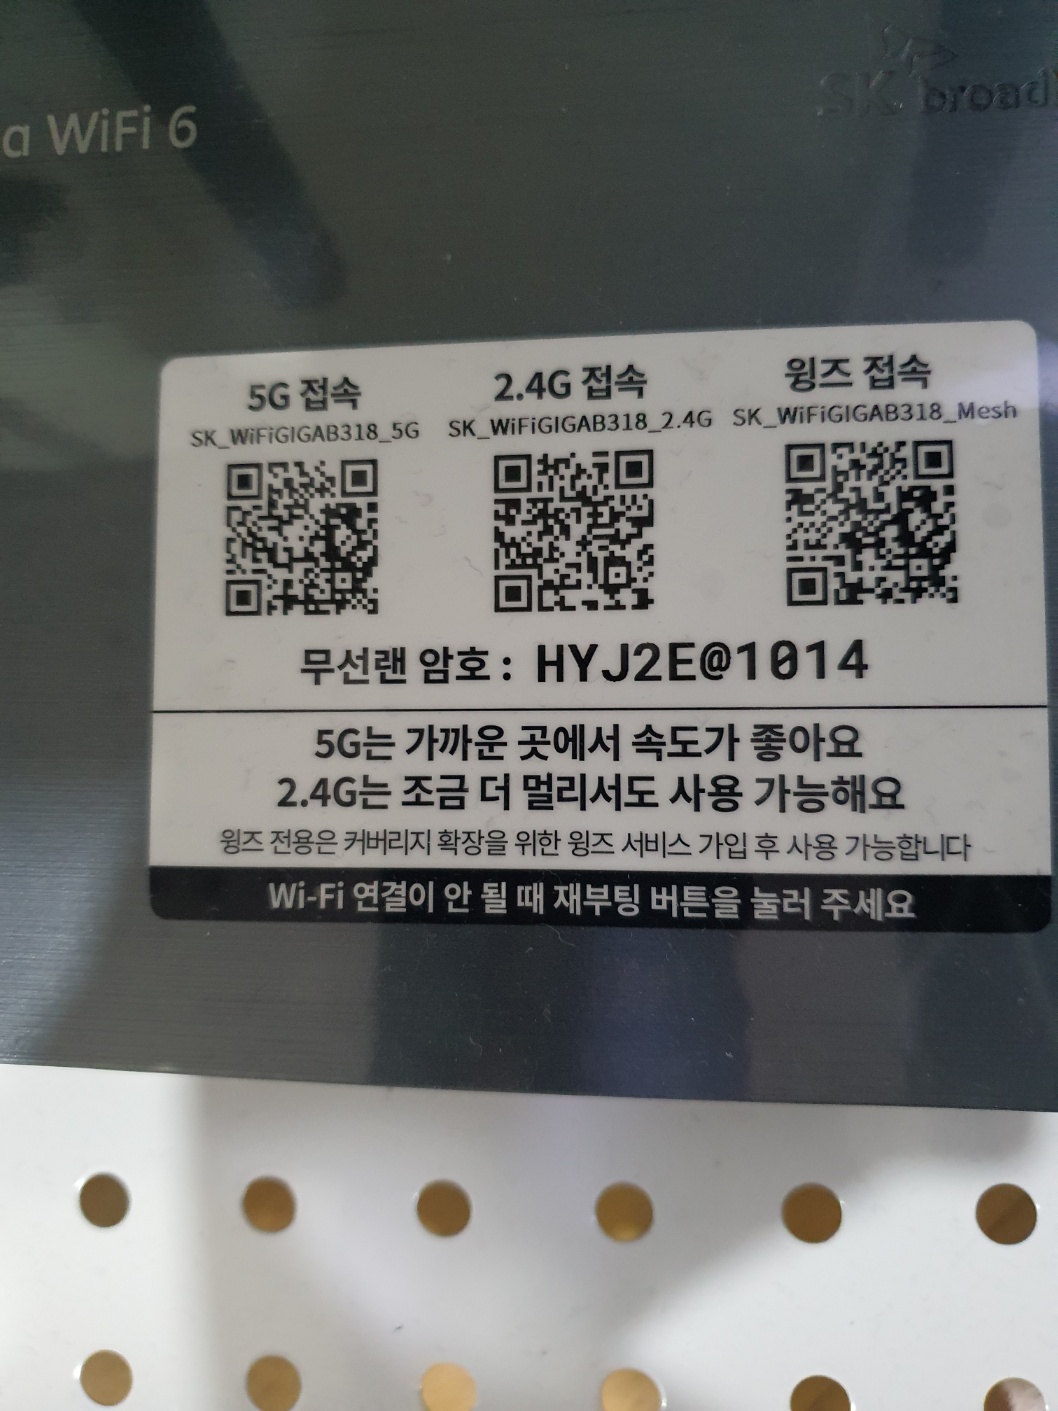 a WiFi 6
SK broad
5G 접속
SK_WiFiGIGAB318_5G
2.4G 접속
SK_WiFiGIGAB318_2.4G
윙즈 접속
SK_WiFiGIGAB318_Mesh
무선랜 암호 : HYJ2E@1014
5G는 가까운 곳에서 속도가 좋아요
2.4G는 조금 더 멀리서도 사용 가능해요
윙즈 전용은 커버리지 확장을 위한 윙즈 서비스 가입 후 사용 가능합니다
Wi-Fi 연결이 안 될 때 재부팅 버튼을 눌러 주세요